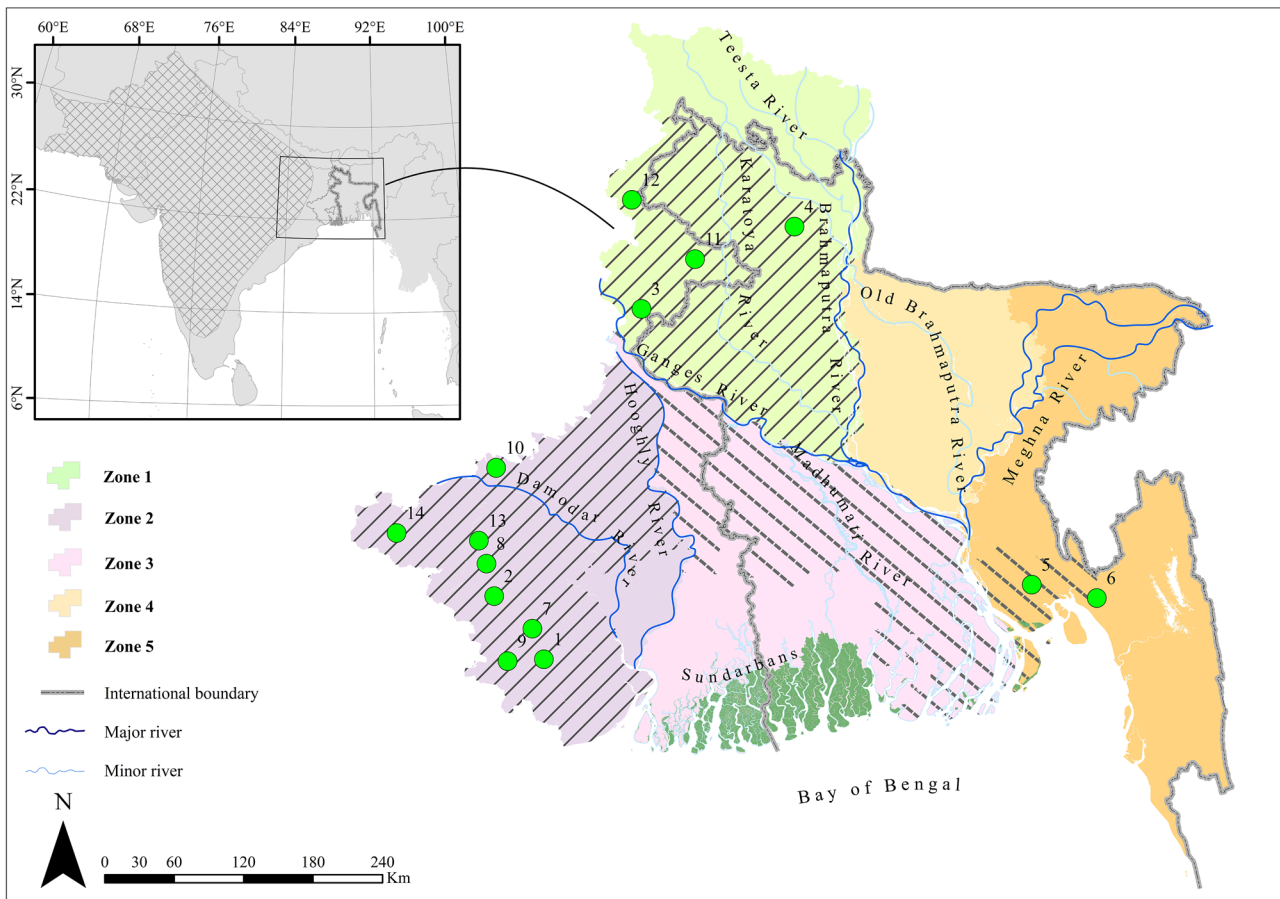 60°E 68°E 76°E 84°E 92°E 100°E
30°N
22°N
14°N
6°N
Teesta River
Karatoya River
Brahmaputra River
Old Brahmaputra River
Meghna River
Ganges River
Hooghly River
Madhumati River
Damodar River
Sundarbans
Bay of Bengal
12
4
11
3
10
14
13
8
2
7
9
1
5
6
Zone 1
Zone 2
Zone 3
Zone 4
Zone 5
International boundary
Major river
Minor river
N
0 30 60 120 180 240
Km